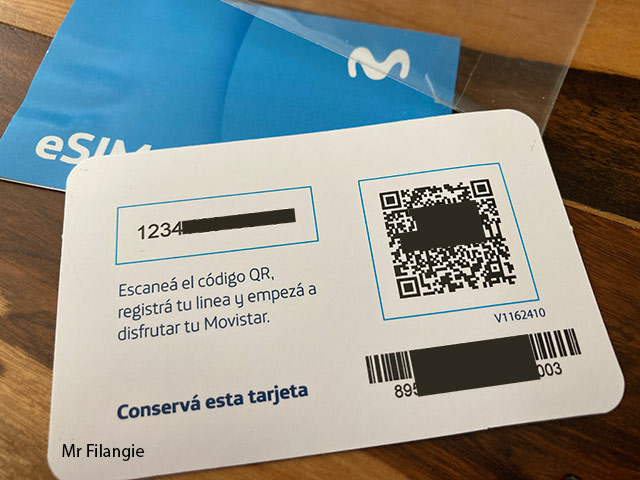 eSIM
1234
Escaneá el código QR,
registrá tu linea y empezá a
disfrutar tu Movistar.
V1162410
895
003
Conservá esta tarjeta
Mr Filangie